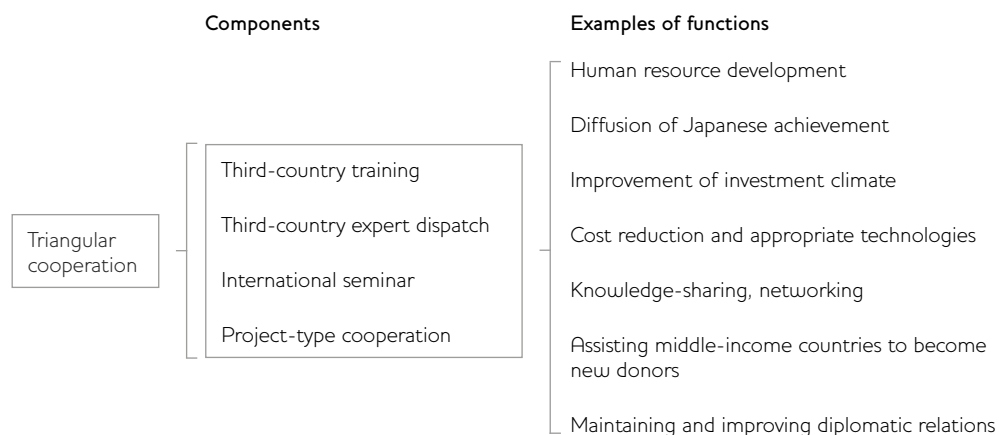 Components
Examples of functions
Triangular
cooperation
Third-country training
Third-country expert dispatch
International seminar
Project-type cooperation
Human resource development
Diffusion of Japanese achievement
Improvement of investment climate
Cost reduction and appropriate technologies
Knowledge-sharing, networking
Assisting middle-income countries to become
new donors
Maintaining and improving diplomatic relations